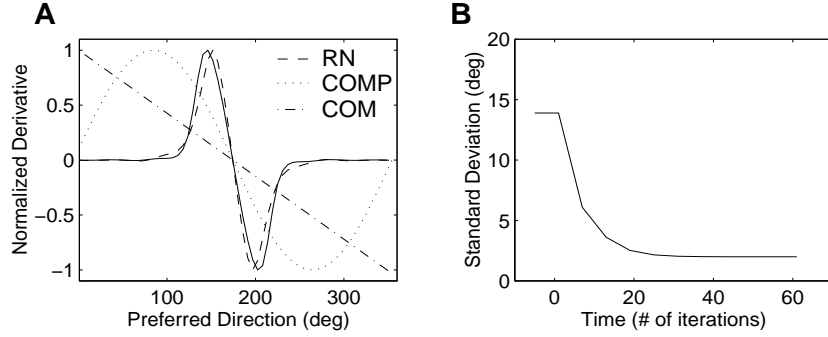 A
Normalized Derivative
1
0.5
0
−0.5
−1
RN
COMP
COM
100
200
300
Preferred Direction (deg)
B
Standard Deviation (deg)
20
15
10
5
0
0
20
40
60
Time (# of iterations)